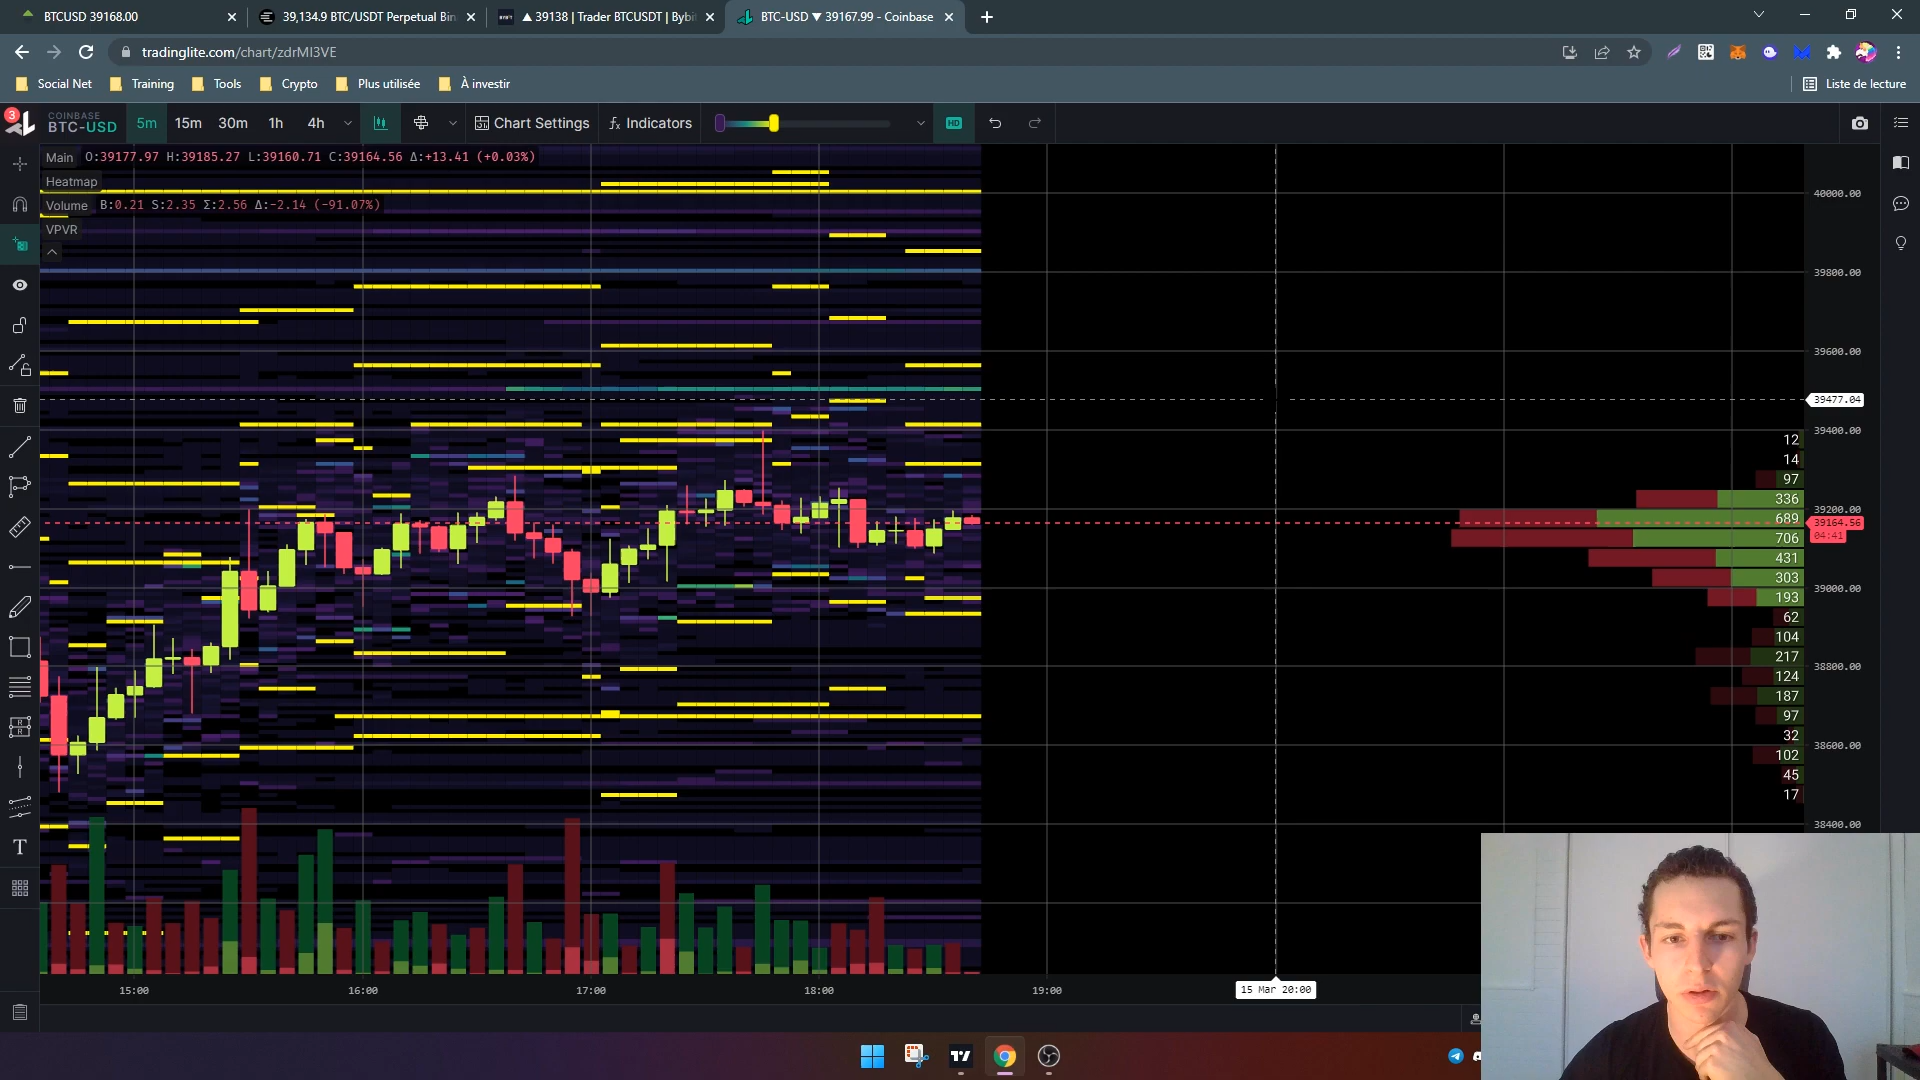 BTCUSD 39168.00
39,134.9 BTC/USDT Perpetual Bin
▲ 39138 | Trader BTCUSDT | Bybi
BTC-USD ▼ 39167.99 - Coinbase
tradinglite.com/chart/zdrMI3VE
Social Net
Training
Tools
Crypto
Plus utilisée
À investir
Liste de lecture
3
COINBASE
BTC-USD
5m
15m
30m
1h
4h
Chart Settings
fx Indicators
HD
Main O:39177.97 H:39185.27 L:39160.71 C:39164.56 Δ:+13.41 (+0.03%)
Heatmap
Volume B:0.21 S:2.35 Σ:2.56 Δ:-2.14 (-91.07%)
VPVR
40000.00
39800.00
39600.00
39477.04
39400.00
39200.00
39164.56
04:41
39000.00
38800.00
38600.00
38400.00
12
14
97
336
689
706
431
303
193
62
104
217
124
187
97
32
102
45
17
T
15:00
16:00
17:00
18:00
19:00
15 Mar 20:00